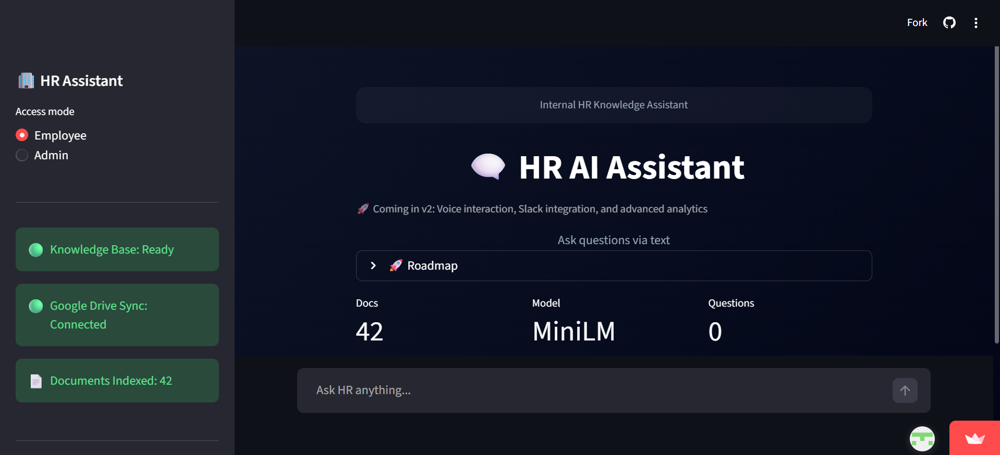 Fork
HR Assistant
Access mode
Employee
Admin
Knowledge Base: Ready
Google Drive Sync:
Connected
Documents Indexed: 42
Internal HR Knowledge Assistant
HR AI Assistant
Coming in v2: Voice interaction, Slack integration, and advanced analytics
Ask questions via text
Roadmap
Docs
42
Model
MiniLM
Questions
0
Ask HR anything...